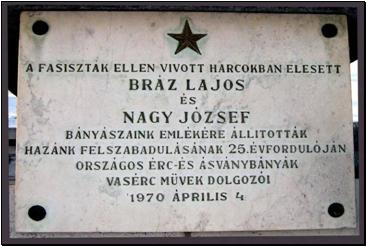 A FASISZTÁK ELLEN VIVOTT HARCOKBAN ELESETT
BRÁZ LAJOS
ÉS
NAGY JÓZSEF
BÁNYÁSZAINK EMLÉKÉRE ÁLLITOTTÁK
HAZÁNK FELSZABADULÁSÁNAK 25. ÉVFORDULÓJÁN
ORSZÁGOS ÉRC-ÉS ÁSVÁNYBÁNYÁK
VASÉRC MÜVEK DOLGOZÓI
1970 ÁPRILIS 4